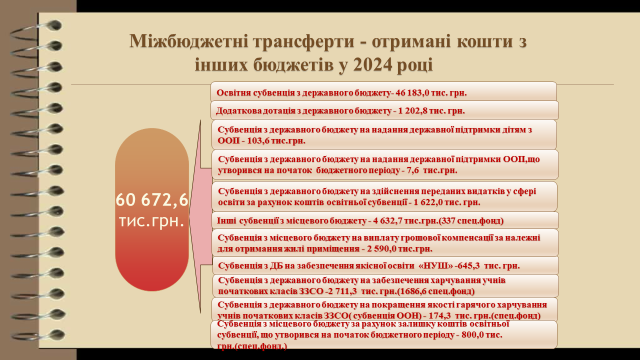 Міжбюджетні трансферти - отримані кошти з
інших бюджетів у 2024 році
60 672,6
тис.грн.
Освітня субвенція з державного бюджету- 46 183,0 тис. грн.
Додаткова дотація з державного бюджету - 1 202,8 тис. грн.
Субвенція з державного бюджету на надання державної підтримки дітям з
ООП - 103,6 тис.грн.
Субвенція з державного бюджету на надання державної підтримки ООП,що
утворився на початок бюджетного періоду - 7,6 тис.грн.
Субвенція з державного бюджету на здійснення переданих видатків у сфері
освіти за рахунок коштів освітньої субвенції - 1 622,0 тис. грн.
Інші субвенції з місцевого бюджету - 4 632,7 тис.грн.(337 спец.фонд)
Субвенція з місцевого бюджету на виплату грошової компенсації за належні
для отримання жилі приміщення - 2 590,0 тис.грн.
Субвенція з ДБ на забезпечення якісної освіти «НУШ» -645,3 тис. грн.
Субвенція з державного бюджету на забезпечення харчування учнів
початкових класів ЗЗСО -2 711,3 тис. грн.(1686,6 спец.фонд)
Субвенція з державного бюджету на покращення якості гарячого харчування
учнів початкових класів ЗЗСО( субвенція ООН) - 174,3 тис. грн.(спец.фонд)
Субвенція з місцевого бюджету за рахунок залишку коштів освітньої
субвенції, що утворився на початок бюджетного періоду - 800,0 тис.
грн.(спец.фонд.)